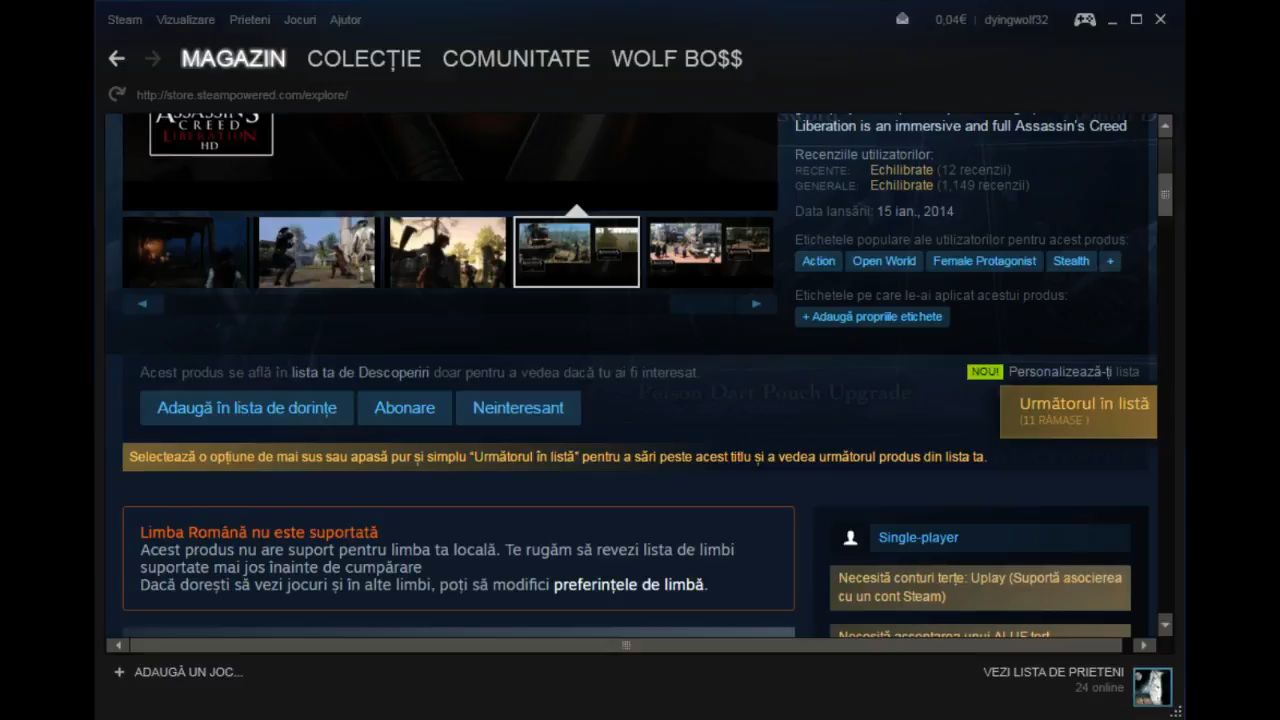 Steam Vizualizare Prieteni Jocuri Ajutor
0,04€ dyingwolf32
MAGAZIN COLECȚIE COMUNITATE WOLF BO$$
http://store.steampowered.com/explore/
ASSASSIN'S
CREED
LIBERATION
HD
Liberation is an immersive and full Assassin's Creed
Recenziile utilizatorilor:
RECENTE: Echilibrate (12 recenzii)
GENERALE: Echilibrate (1,149 recenzii)
Data lansării: 15 ian., 2014
Etichetele populare ale utilizatorilor pentru acest produs:
Action Open World Female Protagonist Stealth +
Etichetele pe care le-ai aplicat acestui produs:
+ Adaugă propriile etichete
Acest produs se află în lista ta de Descoperiri doar pentru a vedea dacă tu ai fi interesat.
NOU! Personalizează-ți lista
Poison Dart Pouch Upgrade
Adaugă în lista de dorințe Abonare Neinteresant
Următorul în listă
(11 RĂMASE )
Selectează o opțiune de mai sus sau apasă pur și simplu “Următorul în listă” pentru a sări peste acest titlu și a vedea următorul produs din lista ta.
Limba Română nu este suportată
Acest produs nu are suport pentru limba ta locală. Te rugăm să revezi lista de limbi
suportate mai jos înainte de cumpărare
Dacă dorești să vezi jocuri și în alte limbi, poți să modifici preferințele de limbă.
Single-player
Necesită conturi terțe: Uplay (Suportă asocierea
cu un cont Steam)
+ ADAUGĂ UN JOC...
VEZI LISTA DE PRIETENI
24 online